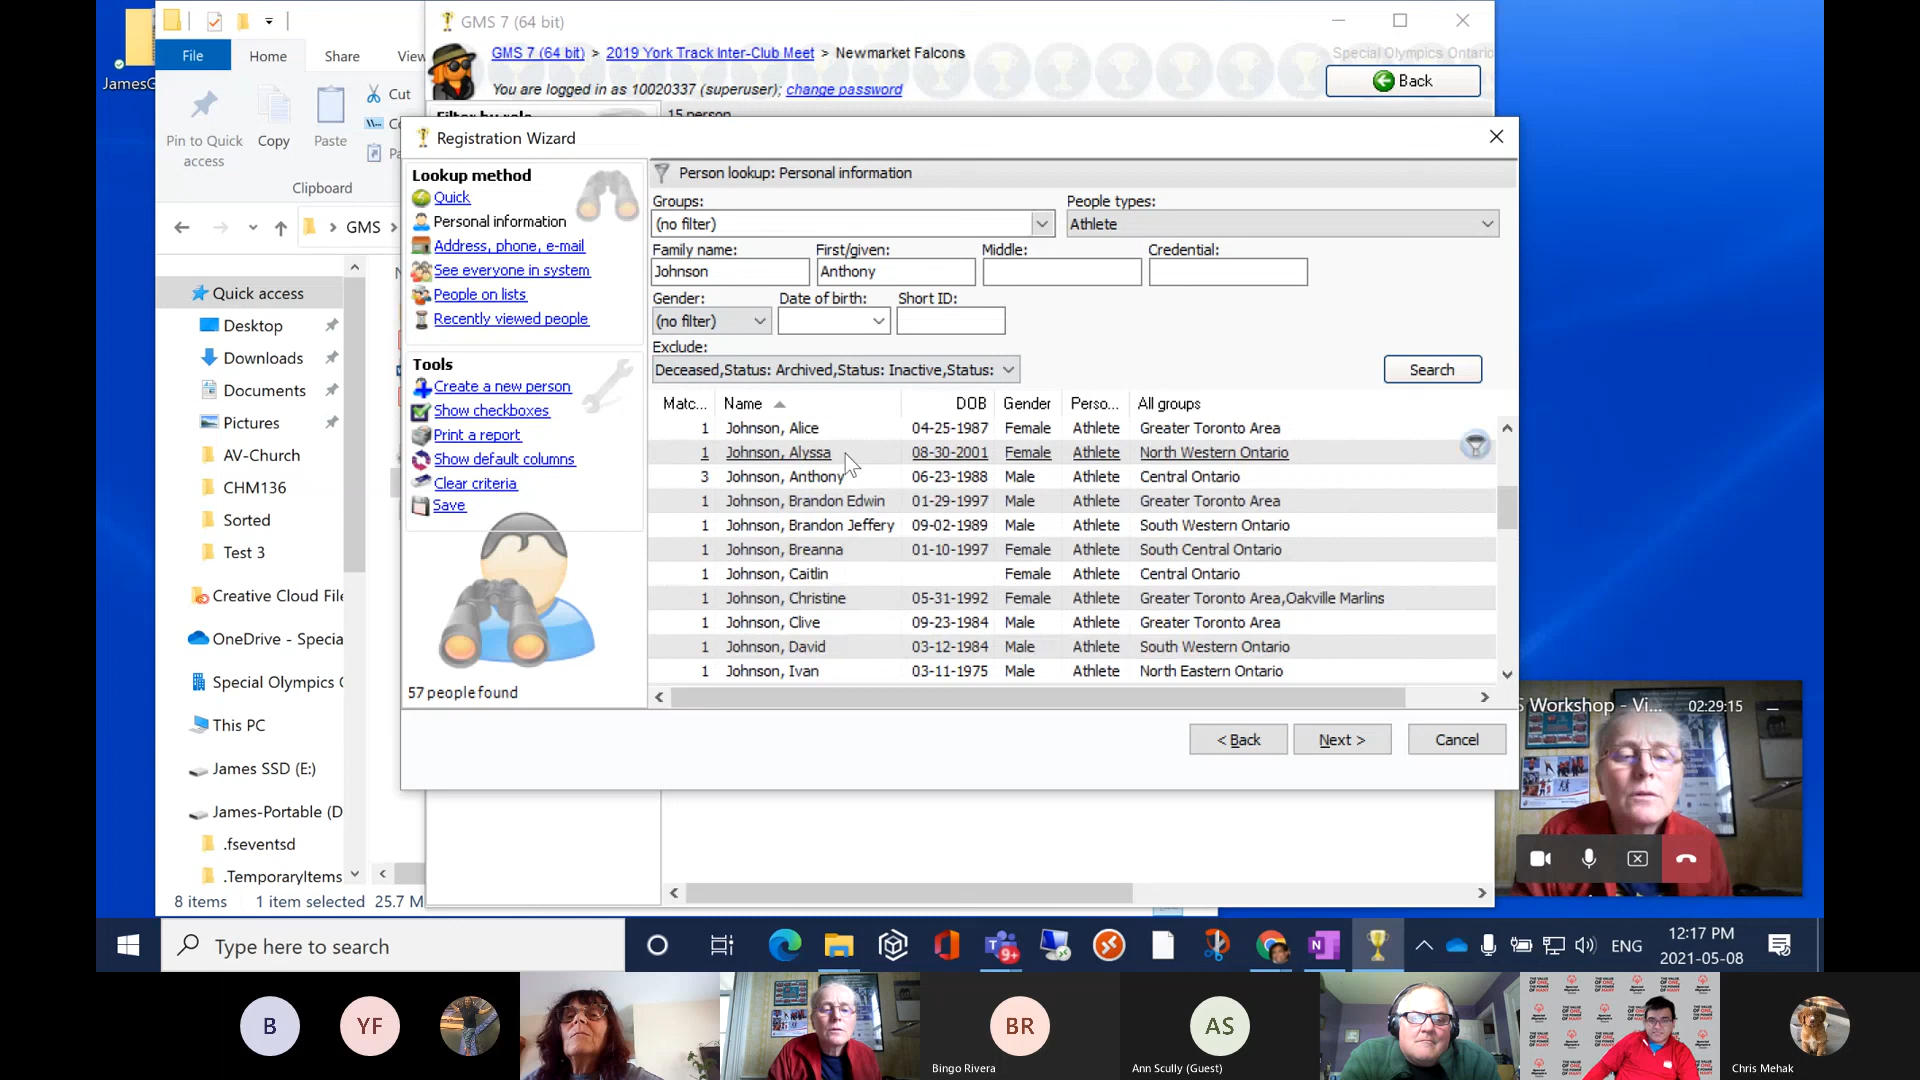 GMS 7 (64 bit)
JamesG
File Home Share View
GMS 7 (64 bit) > 2019 York Track Inter-Club Meet > Newmarket Falcons
Special Olympics Ontario
Back
You are logged in as 10020337 (superuser); change password
Pin to Quick access
Copy
Paste
Cut
Clipboard
Filter by role
15 person
Registration Wizard
GMS
Quick access
Desktop
Downloads
Documents
Pictures
AV-Church
CHM136
Sorted
Test 3
Creative Cloud File
OneDrive - Specia
Special Olympics
This PC
James SSD (E:)
James-Portable (D
.fseventsd
.TemporaryItems
8 items 1 item selected 25.7 M
Lookup method
Quick
Personal information
Address, phone, e-mail
See everyone in system
People on lists
Recently viewed people
Tools
Create a new person
Show checkboxes
Print a report
Show default columns
Clear criteria
Save
57 people found
Person lookup: Personal information
Groups: People types:
(no filter) Athlete
Family name: First/given: Middle: Credential:
Johnson Anthony
Gender: Date of birth: Short ID:
(no filter)
Exclude:
Deceased,Status: Archived,Status: Inactive,Status:
Search
Matc... Name DOB Gender Perso... All groups
1 Johnson, Alice 04-25-1987 Female Athlete Greater Toronto Area
1 Johnson, Alyssa 08-30-2001 Female Athlete North Western Ontario
3 Johnson, Anthony 06-23-1988 Male Athlete Central Ontario
1 Johnson, Brandon Edwin 01-29-1997 Male Athlete Greater Toronto Area
1 Johnson, Brandon Jeffery 09-02-1989 Male Athlete South Western Ontario
1 Johnson, Breanna 01-10-1997 Female Athlete South Central Ontario
1 Johnson, Caitlin Female Athlete Central Ontario
1 Johnson, Christine 05-31-1992 Female Athlete Greater Toronto Area,Oakville Marlins
1 Johnson, Clive 09-23-1984 Male Athlete Greater Toronto Area
1 Johnson, David 03-12-1984 Male Athlete South Western Ontario
1 Johnson, Ivan 03-11-1975 Male Athlete North Eastern Ontario
< Back Next > Cancel
S Workshop - Vi... 02:29:15
Type here to search
9+
ENG
12:17 PM
2021-05-08
B
YF
BR
Bingo Rivera
AS
Ann Scully (Guest)
Chris Mehak